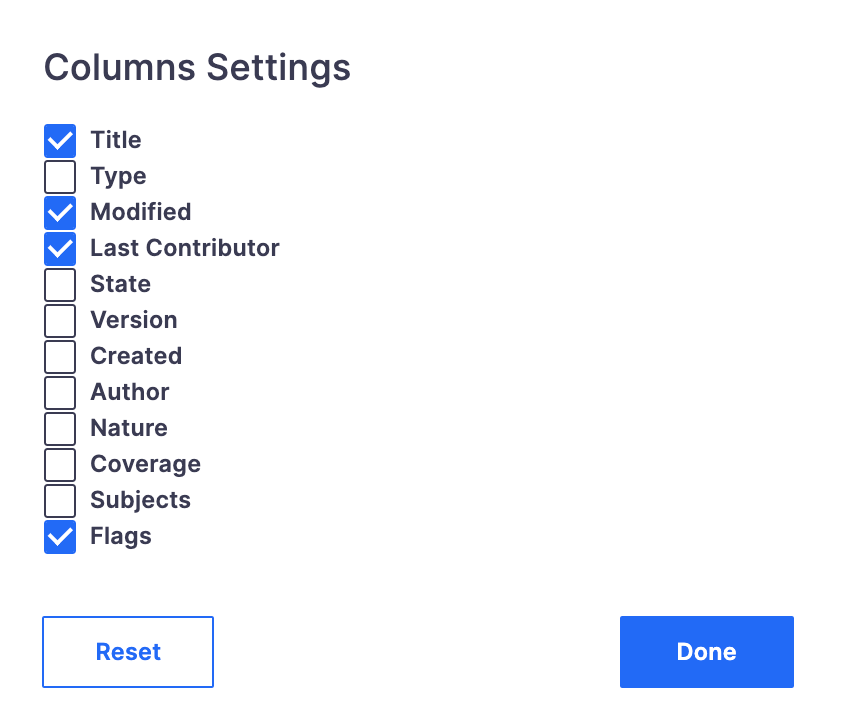 Columns Settings
Title
Type
Modified
Last Contributor
State
Version
Created
Author
Nature
Coverage
Subjects
Flags
Reset
Done